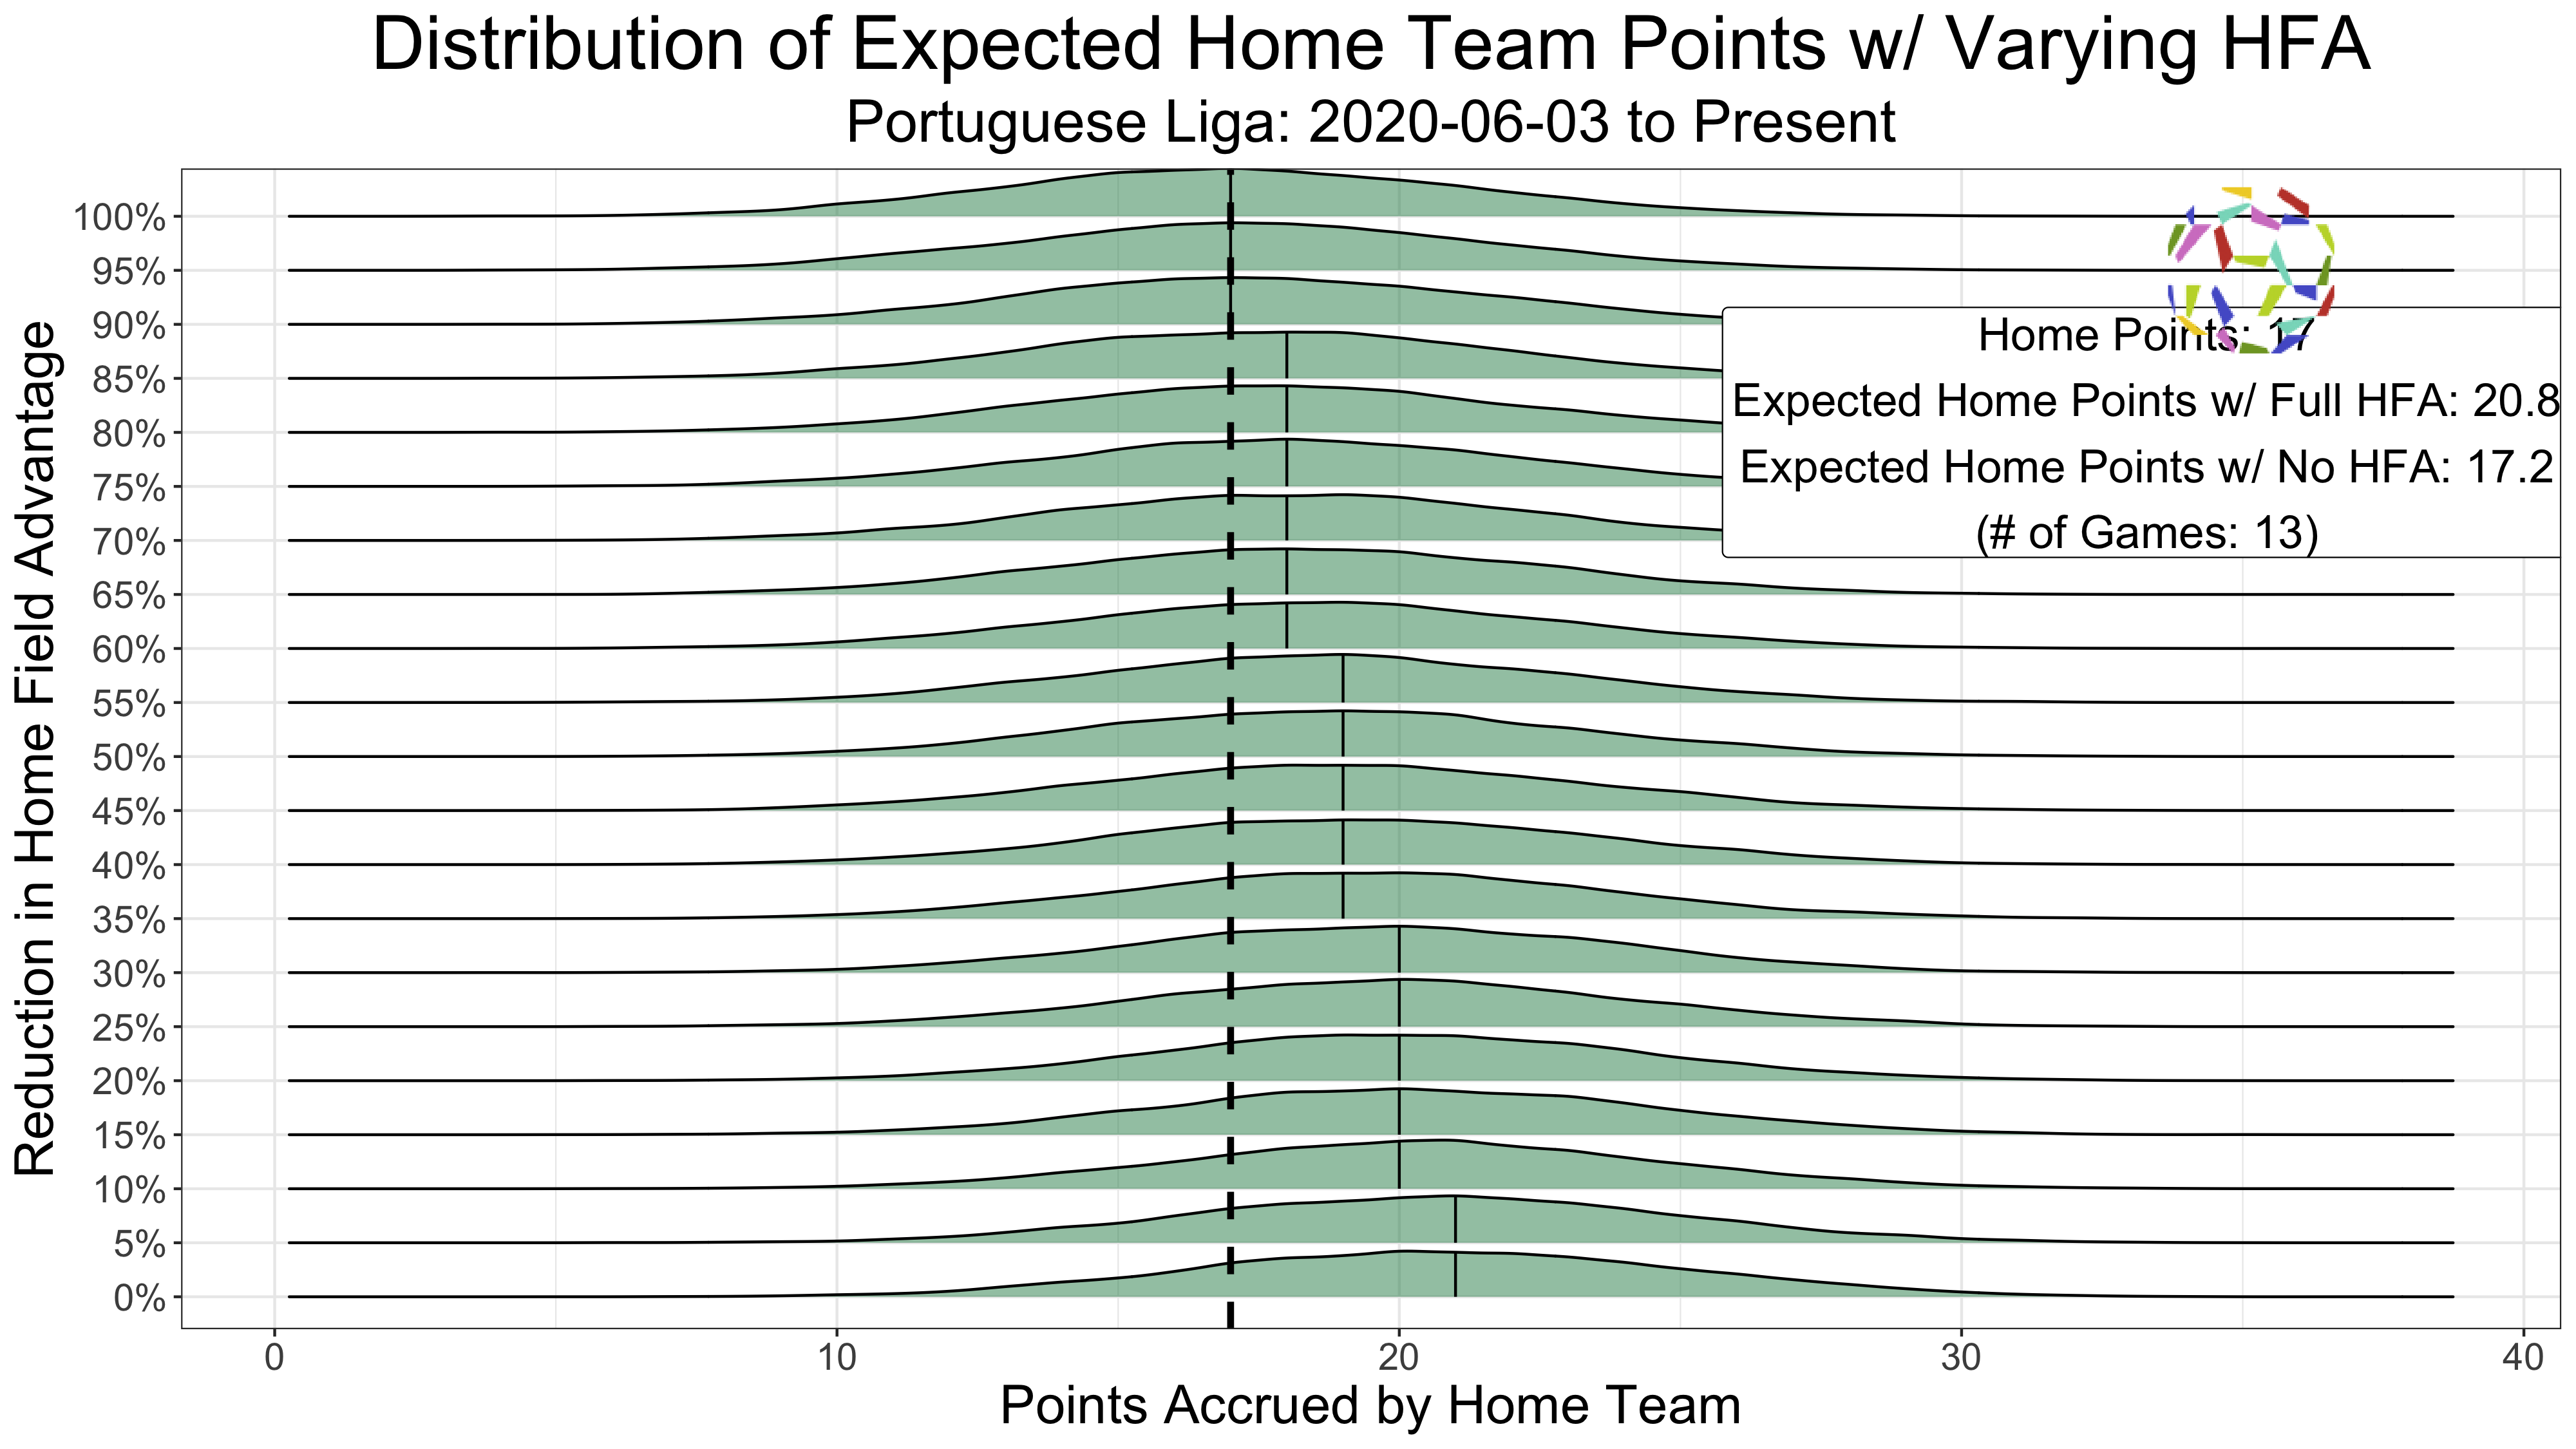 Distribution of Expected Home Team Points w/ Varying HFA
Portuguese Liga: 2020-06-03 to Present
Reduction in Home Field Advantage
100%
95%
90%
85%
80%
75%
70%
65%
60%
55%
50%
45%
40%
35%
30%
25%
20%
15%
10%
5%
0%
Home Points: 17
Expected Home Points w/ Full HFA: 20.8
Expected Home Points w/ No HFA: 17.2
(# of Games: 13)
0 10 20 30 40
Points Accrued by Home Team